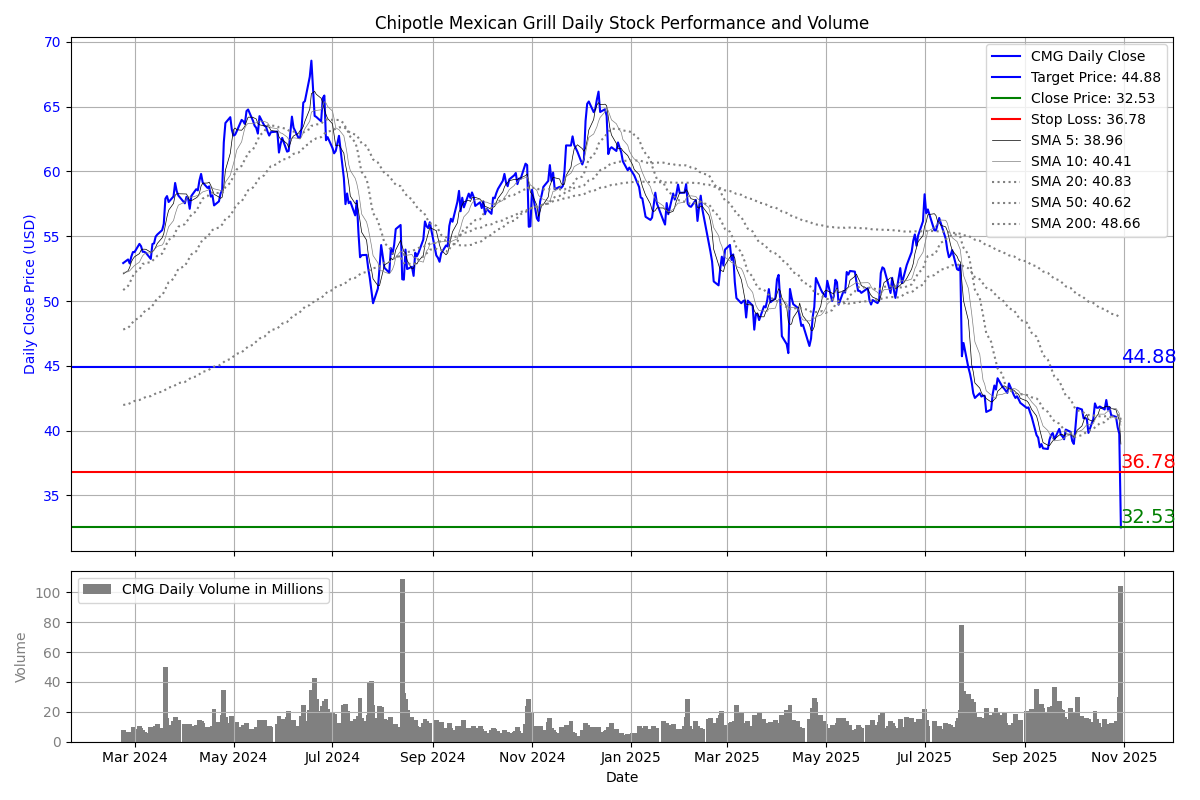 Chipotle Mexican Grill Daily Stock Performance and Volume
Daily Close Price (USD)
70
65
60
55
50
45
40
35
CMG Daily Close
Target Price: 44.88
Close Price: 32.53
Stop Loss: 36.78
SMA 5: 38.96
SMA 10: 40.41
SMA 20: 40.83
SMA 50: 40.62
SMA 200: 48.66
44.88
36.78
32.53
Volume
100
80
60
40
20
0
CMG Daily Volume in Millions
Mar 2024 May 2024 Jul 2024 Sep 2024 Nov 2024 Jan 2025 Mar 2025 May 2025 Jul 2025 Sep 2025 Nov 2025
Date